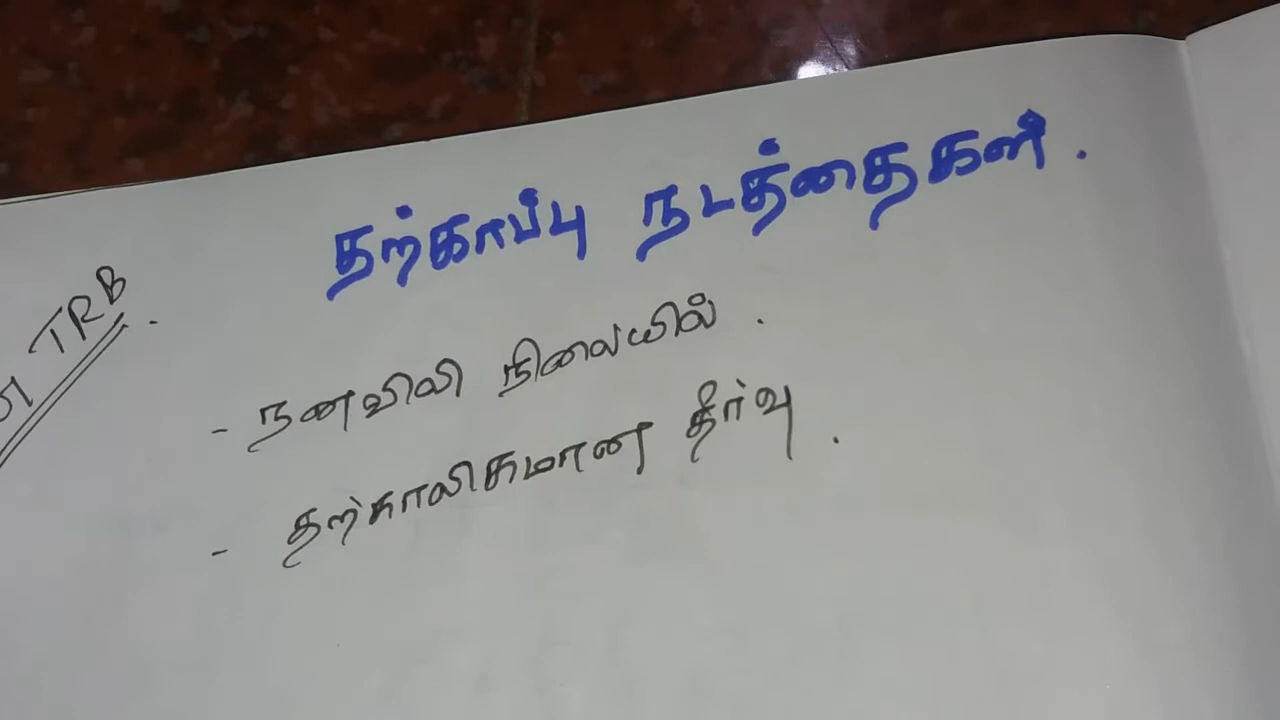 தற்காப்பு நடத்தைகள்.
TRB.
- நனவிலி நிலையில்.
- தற்காலிகமான தீர்வு.